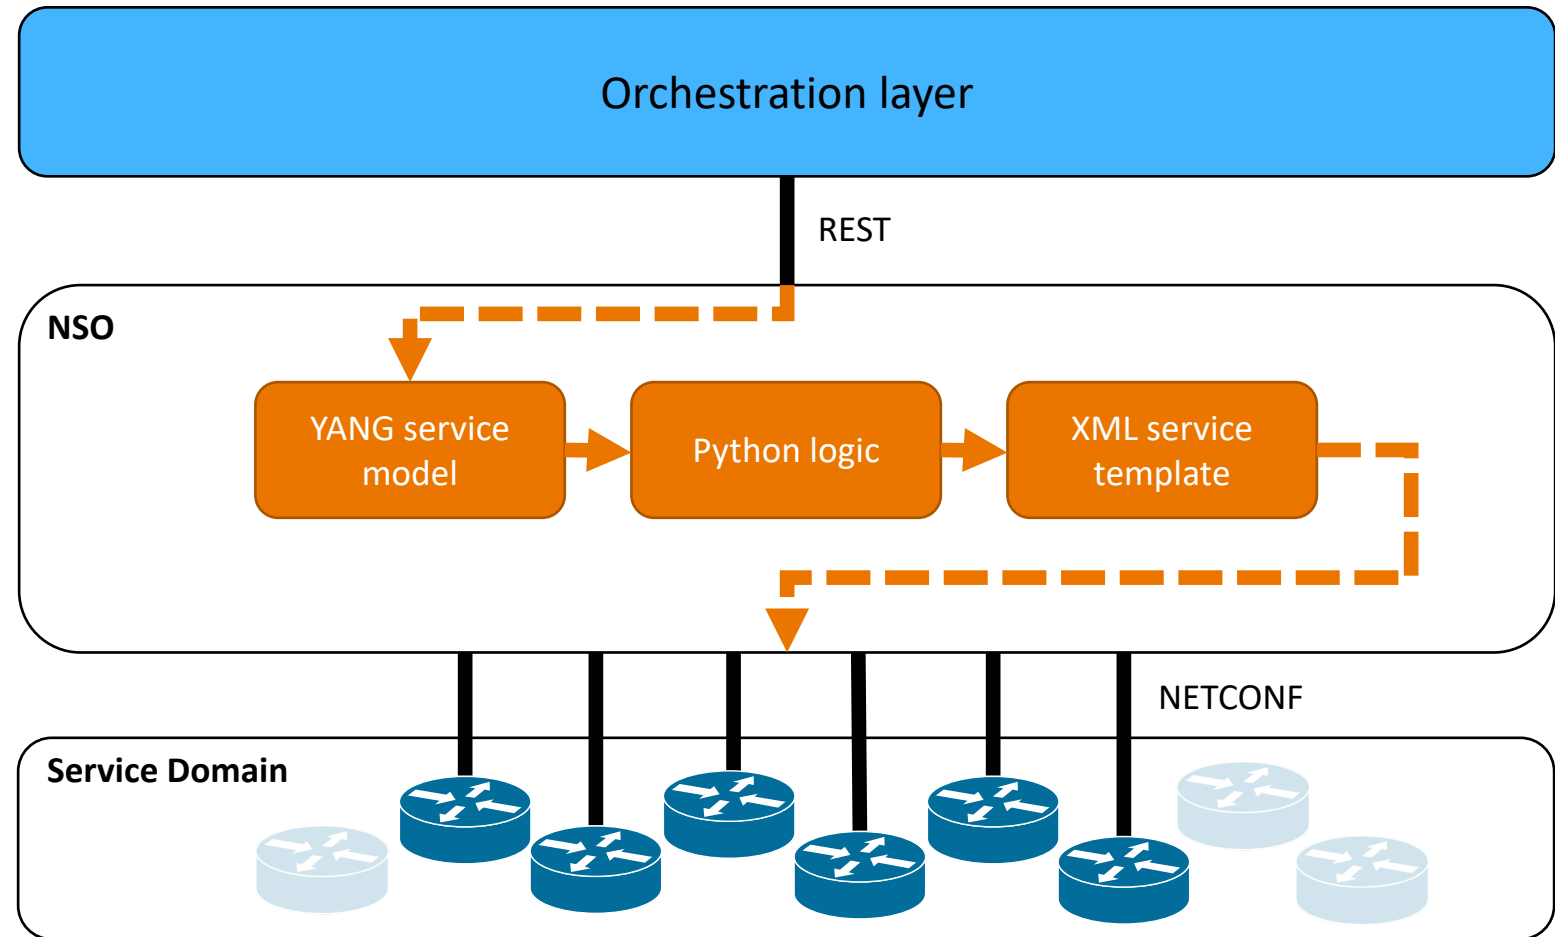 Orchestration layer
REST
NSO
YANG service
model
Python logic
XML service
template
NETCONF
Service Domain